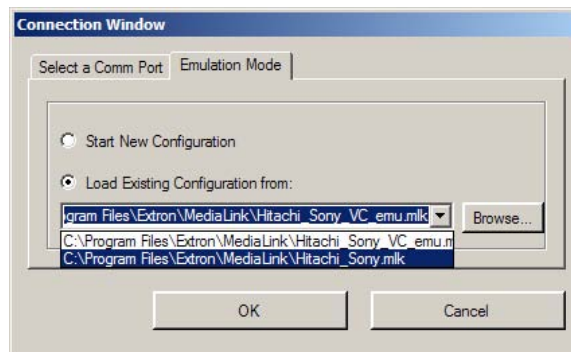 Connection Window
Select a Comm Port Emulation Mode
Start New Configuration
Load Existing Configuration from:
gram Files\Extron\MediaLink\Hitachi_Sony_VC_emu.mlk Browse...
C:\Program Files\Extron\MediaLink\Hitachi_Sony_VC_emu.m
C:\Program Files\Extron\MediaLink\Hitachi_Sony.mlk
OK Cancel